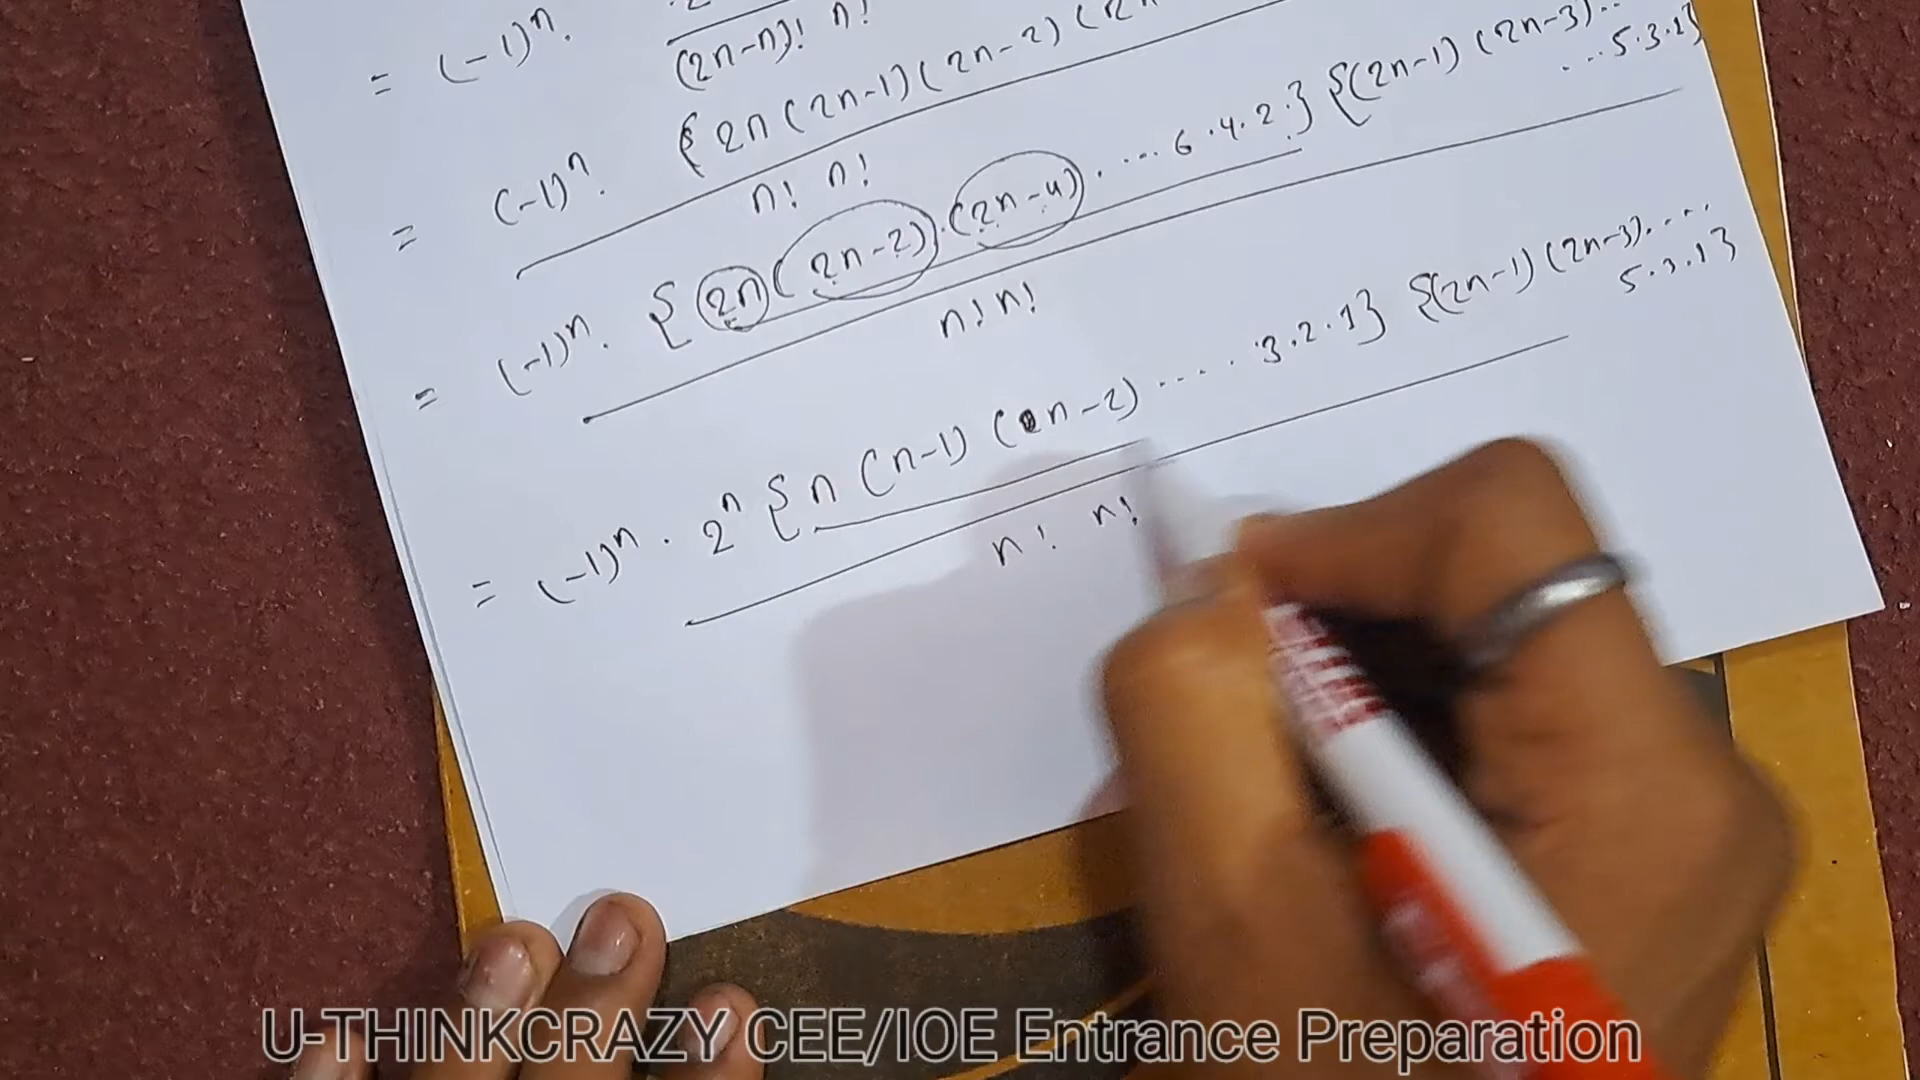 = (-1)ⁿ.
(2n-n)! n!
= (-1)ⁿ. {2n(2n-1)(2n-2)(
n! n!
= (-1)ⁿ. {2n(2n-2).(2n-4). .... 6.4.2.} {(2n-1)(2n-3)..
...5.3.1}
n! n!
= (-1)ⁿ . 2ⁿ {n (n-1) (n-2) ..... 3.2.1} {(2n-1)(2n-3)....
5.3.1}
n! n!
U-THINKCRAZY CEE/IOE Entrance Preparation